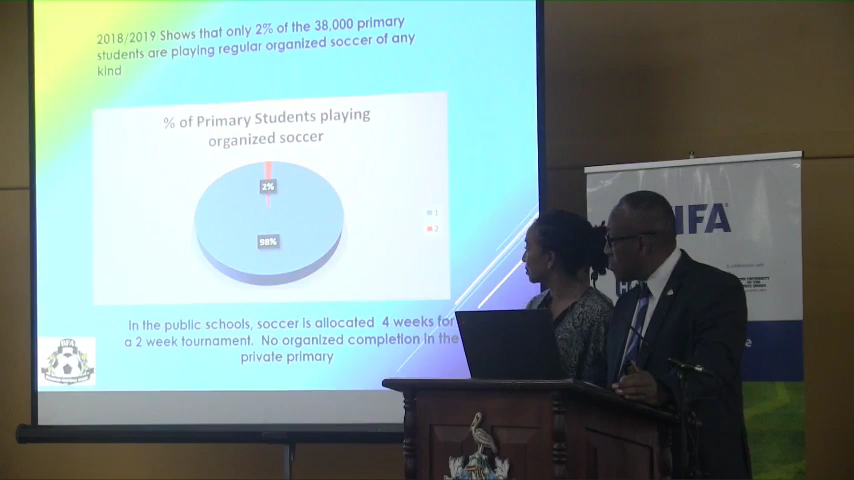 2018/2019 Shows that only 2% of the 38,000 primary
students are playing regular organized soccer of any
kind
% of Primary Students playing
organized soccer
2%
98%
1
2
In the public schools, soccer is allocated 4 weeks for
a 2 week tournament. No organized completion in the
private primary
FIFA